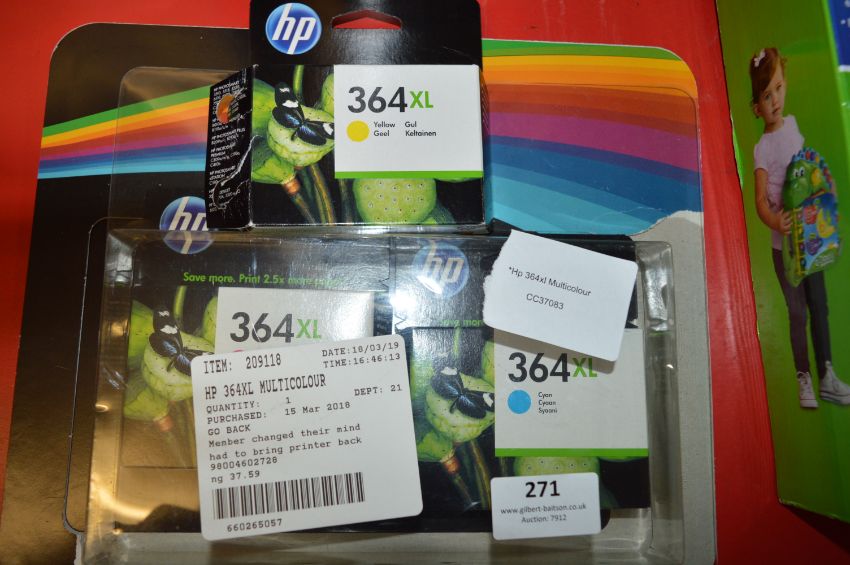 hp
364XL
Yellow Gul
Geel Keltainen
HP PHOTOSMART
hp
hp
Save more. Print 2.5x more
364XL
364XL
Cyan
Cyaan
Syaani
*Hp 364xl Multicolour
CC37083
ITEM: 209118 DATE:18/03/19
TIME:16:46:13
HP 364XL MULTICOLOUR
QUANTITY: 1 DEPT: 21
PURCHASED: 15 Mar 2018
GO BACK
Member changed their mind
had to bring printer back
98004602728
ng 37.59
660265057
271
www.gilbert-baitson.co.uk
Auction: 7912